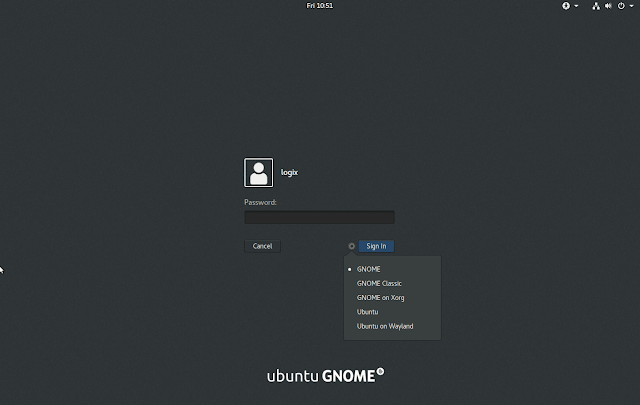 Fri 10:51
logix
Password:
Cancel
Sign In
GNOME
GNOME Classic
GNOME on Xorg
Ubuntu
Ubuntu on Wayland
ubuntu GNOME